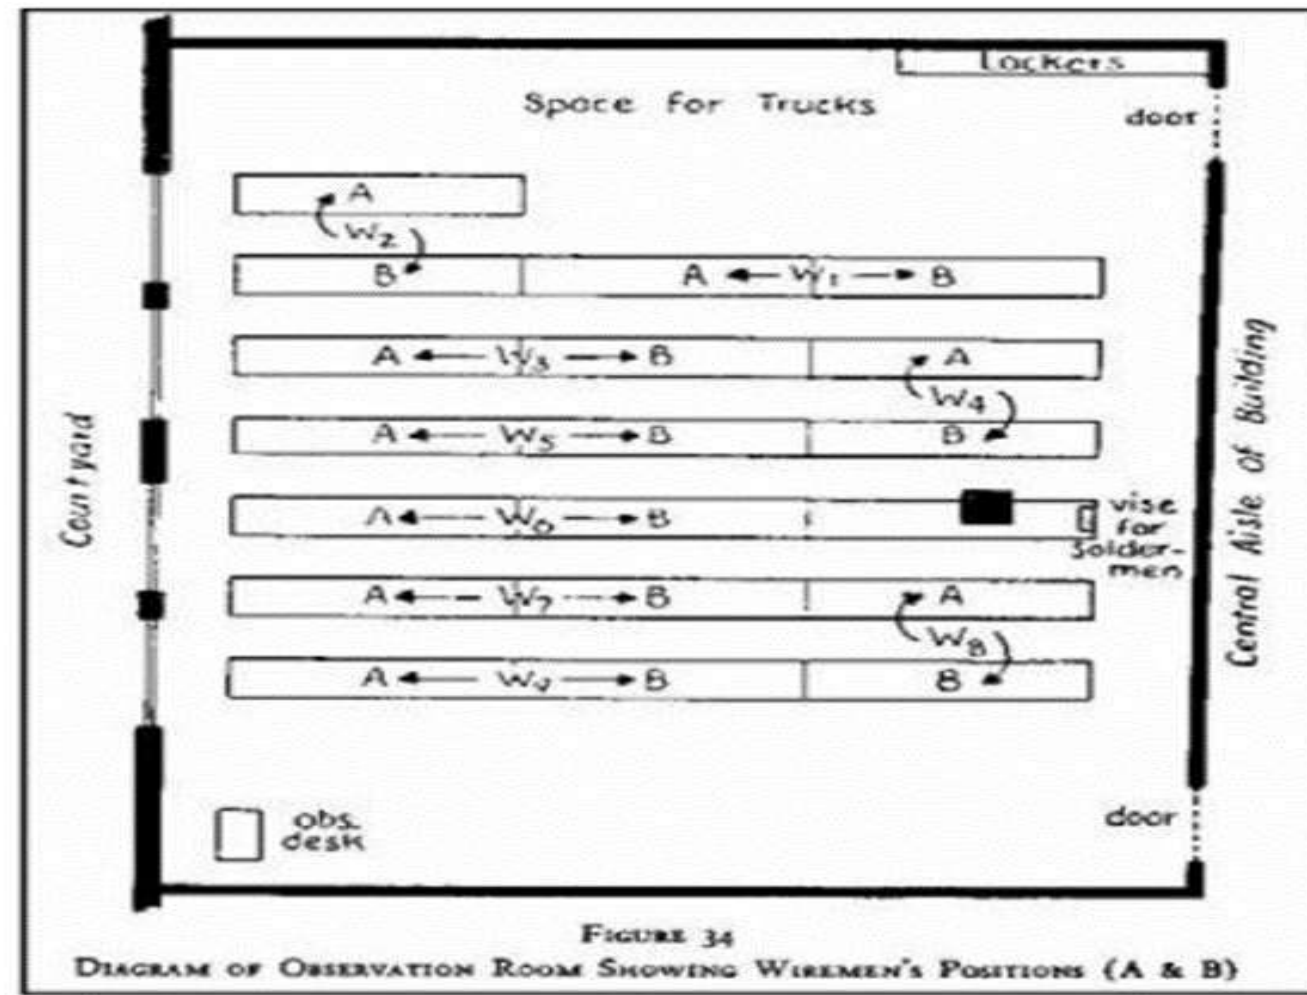 Lockers
Space for Trucks
door
A
W2
B
A W1 B
A W3 B
A
W4
A W5 B
B
A W6 B
vise
for
Solder-
men
A W7 B
A
W8
A W9 B
B
Courtyard
Central Aisle of Building
obs.
desk
door
FIGURE 34
DIAGRAM OF OBSERVATION ROOM SHOWING WIREMEN'S POSITIONS (A & B)